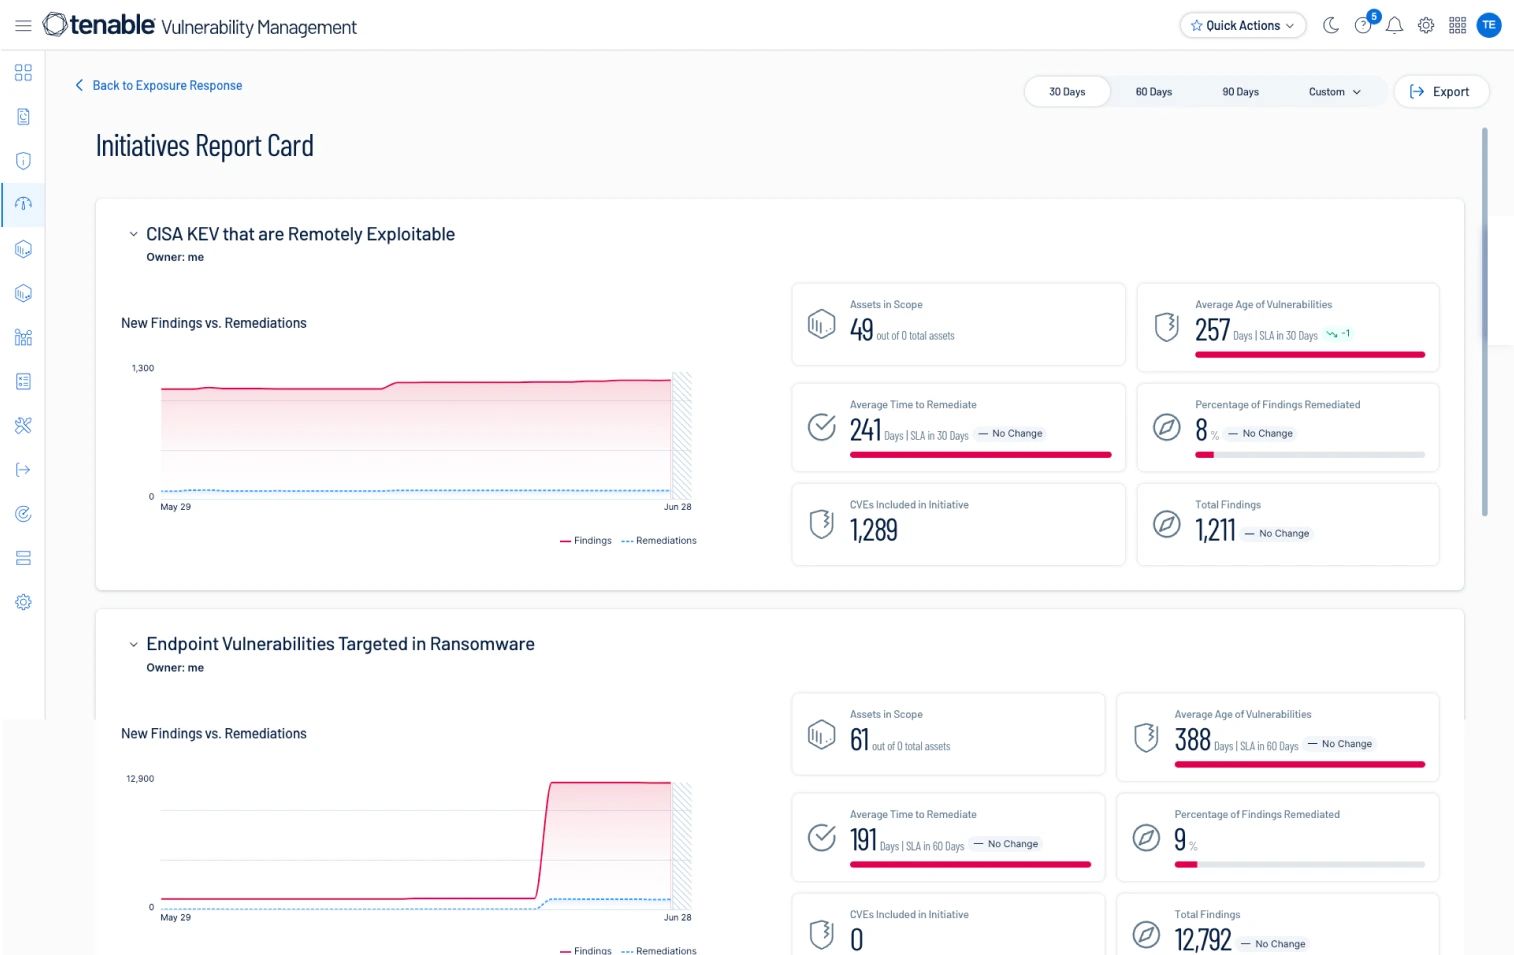 tenable Vulnerability Management
Quick Actions
5
TE
Back to Exposure Response
30 Days
60 Days
90 Days
Custom
Export
Initiatives Report Card
CISA KEV that are Remotely Exploitable
Owner: me
New Findings vs. Remediations
1,300
0
May 29
Jun 28
Findings
Remediations
Assets in Scope
49 out of 0 total assets
Average Age of Vulnerabilities
257 Days | SLA in 30 Days -1
Average Time to Remediate
241 Days | SLA in 30 Days — No Change
Percentage of Findings Remediated
8 % — No Change
CVEs Included in Initiative
1,289
Total Findings
1,211 — No Change
Endpoint Vulnerabilities Targeted in Ransomware
Owner: me
New Findings vs. Remediations
12,900
0
May 29
Jun 28
Findings
Remediations
Assets in Scope
61 out of 0 total assets
Average Age of Vulnerabilities
388 Days | SLA in 60 Days — No Change
Average Time to Remediate
191 Days | SLA in 60 Days — No Change
Percentage of Findings Remediated
9 %
CVEs Included in Initiative
0
Total Findings
12,792 — No Change